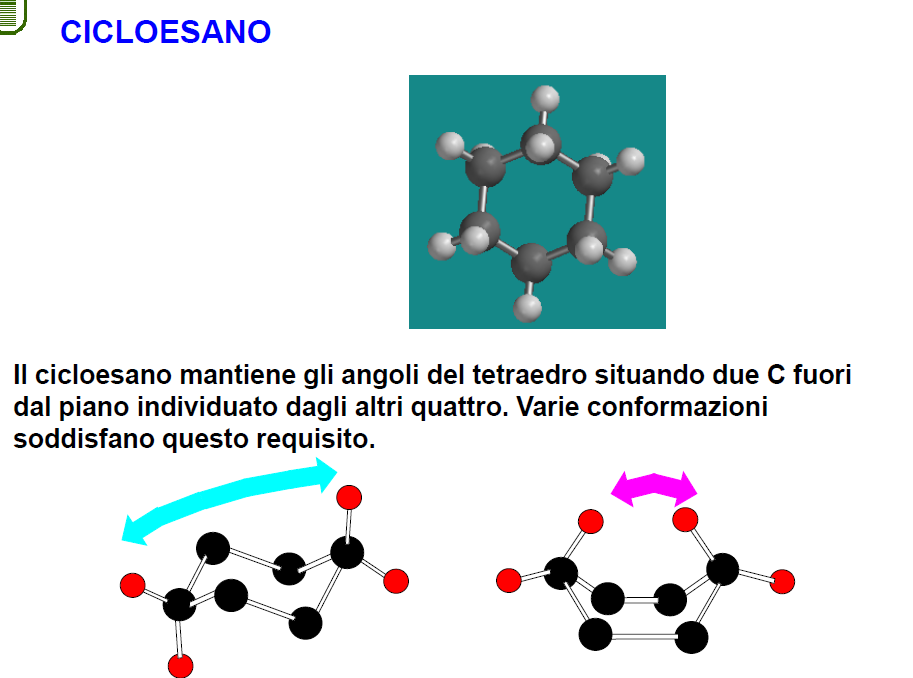 CICLOESANO
Il cicloesano mantiene gli angoli del tetraedro situando due C fuori
dal piano individuato dagli altri quattro. Varie conformazioni
soddisfano questo requisito.